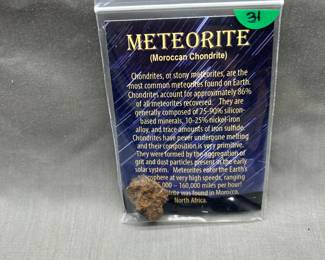 31
METEORITE
(Moroccan Chondrite)
Chondrites, or stony meteorites, are the
most common meteorites found on Earth.
Chondrites account for approximately 86%
of all meteorites recovered. They are
generally composed of 75-90% silicon-
based minerals, 10-25% nickel-iron
alloy, and trace amounts of iron sulfide.
Chondrites have never undergone melting
and their composition is very primitive.
They were formed by the aggregation of
grit and dust particles present in the early
solar system. Meteorites enter the Earth's
at very high speeds, ranging
- 160,000 miles per hour!
was found in Morocco,
North Africa.